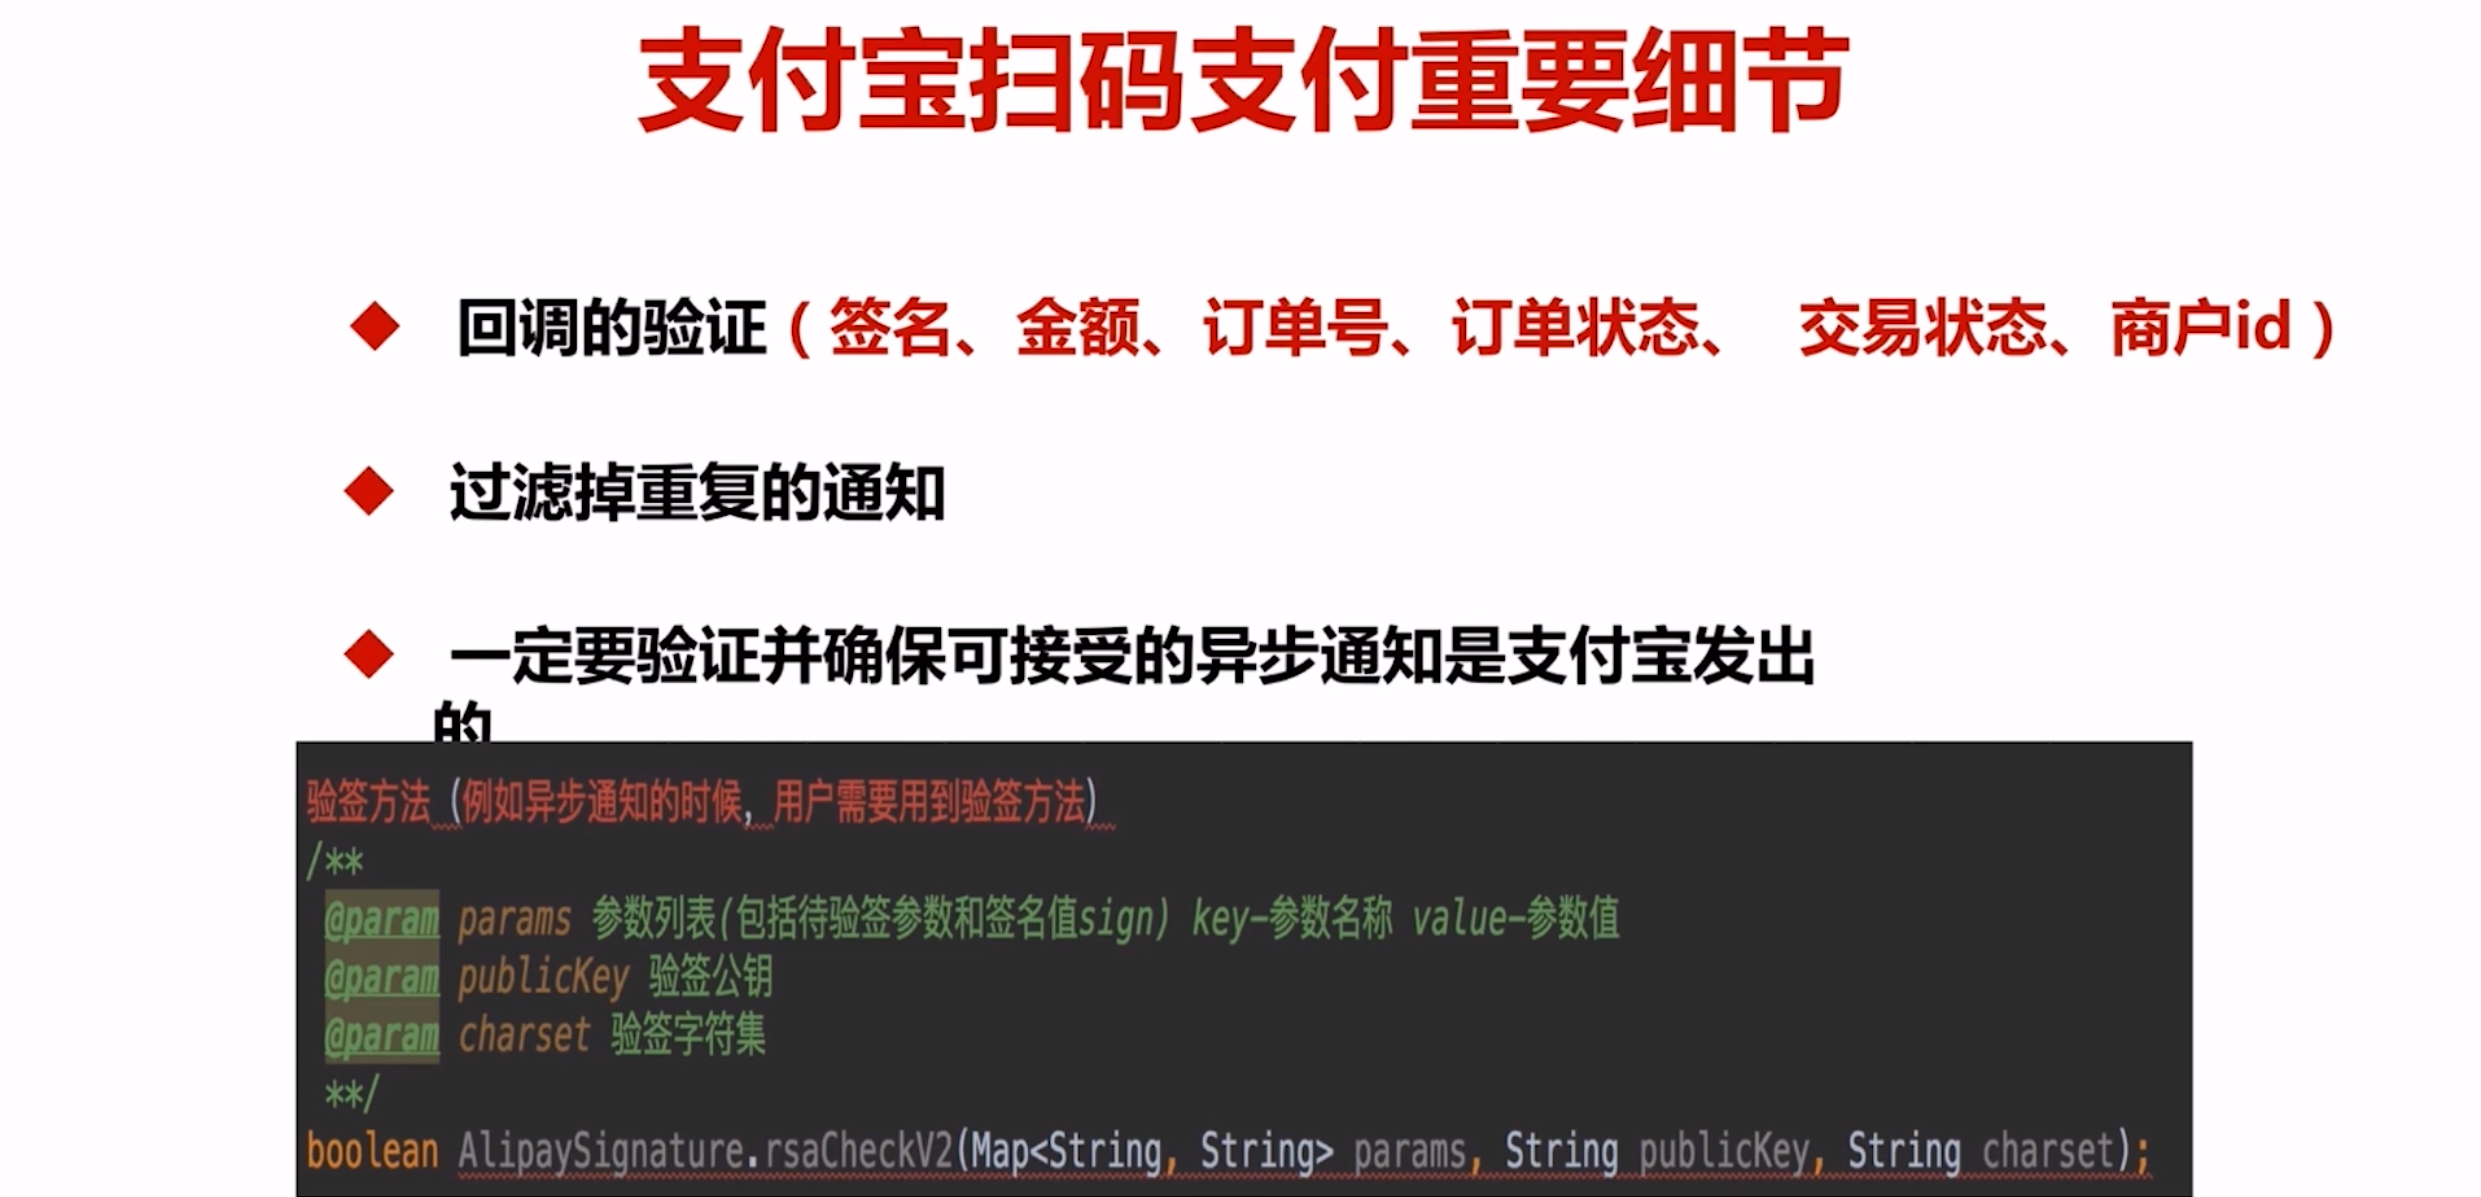 支付宝扫码支付重要细节
回调的验证（签名、金额、订单号、订单状态、 交易状态、商户id）
过滤掉重复的通知
一定要验证并确保可接受的异步通知是支付宝发出
的
验签方法（例如异步通知的时候，用户需要用到验签方法）
/**
@param params 参数列表(包括待验签参数和签名值sign) key-参数名称 value-参数值
@param publicKey 验签公钥
@param charset 验签字符集
**/
boolean AlipaySignature.rsaCheckV2(Map<String, String> params, String publicKey, String charset);